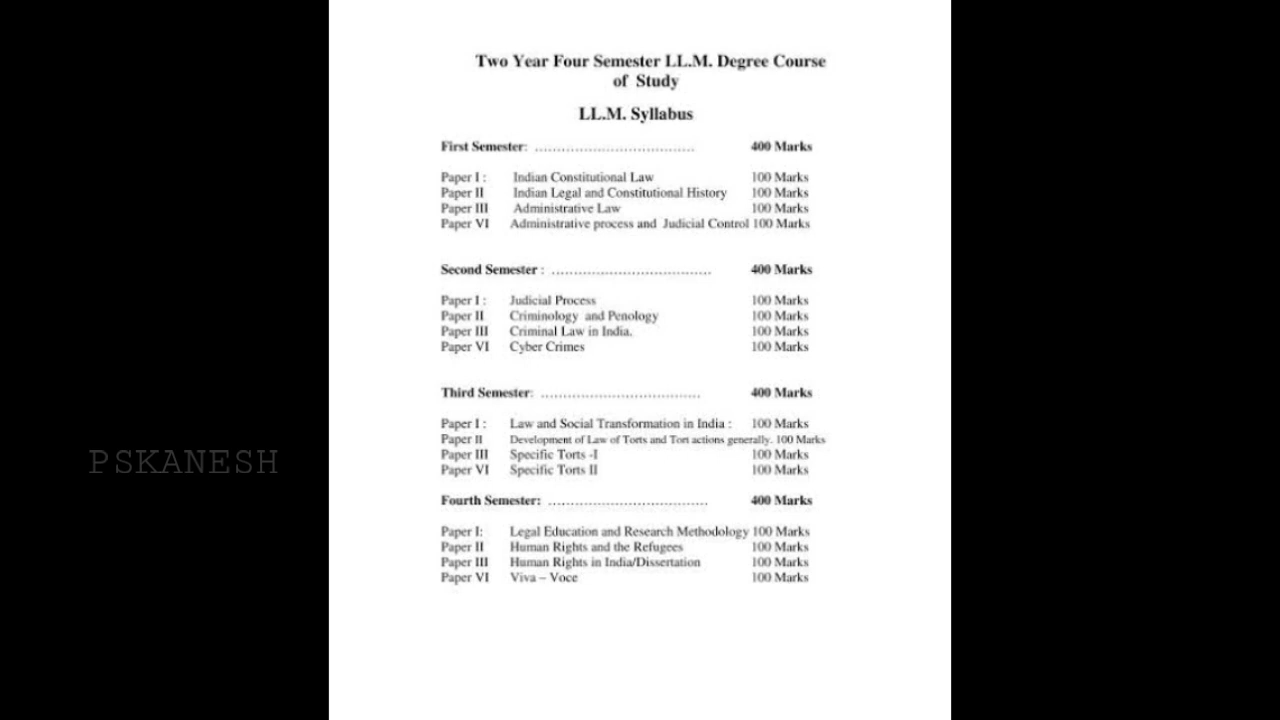 Two Year Four Semester LL.M. Degree Course
of Study
LL.M. Syllabus
First Semester: .................................... 400 Marks
Paper I : Indian Constitutional Law 100 Marks
Paper II Indian Legal and Constitutional History 100 Marks
Paper III Administrative Law 100 Marks
Paper VI Administrative process and Judicial Control 100 Marks
Second Semester : .................................... 400 Marks
Paper I : Judicial Process 100 Marks
Paper II Criminology and Penology 100 Marks
Paper III Criminal Law in India. 100 Marks
Paper VI Cyber Crimes 100 Marks
Third Semester: .................................... 400 Marks
Paper I : Law and Social Transformation in India : 100 Marks
Paper II Development of Law of Torts and Tort actions generally. 100 Marks
Paper III Specific Torts -I 100 Marks
Paper VI Specific Torts II 100 Marks
Fourth Semester: .................................... 400 Marks
Paper I: Legal Education and Research Methodology 100 Marks
Paper II Human Rights and the Refugees 100 Marks
Paper III Human Rights in India/Dissertation 100 Marks
Paper VI Viva – Voce 100 Marks
PSKANESH